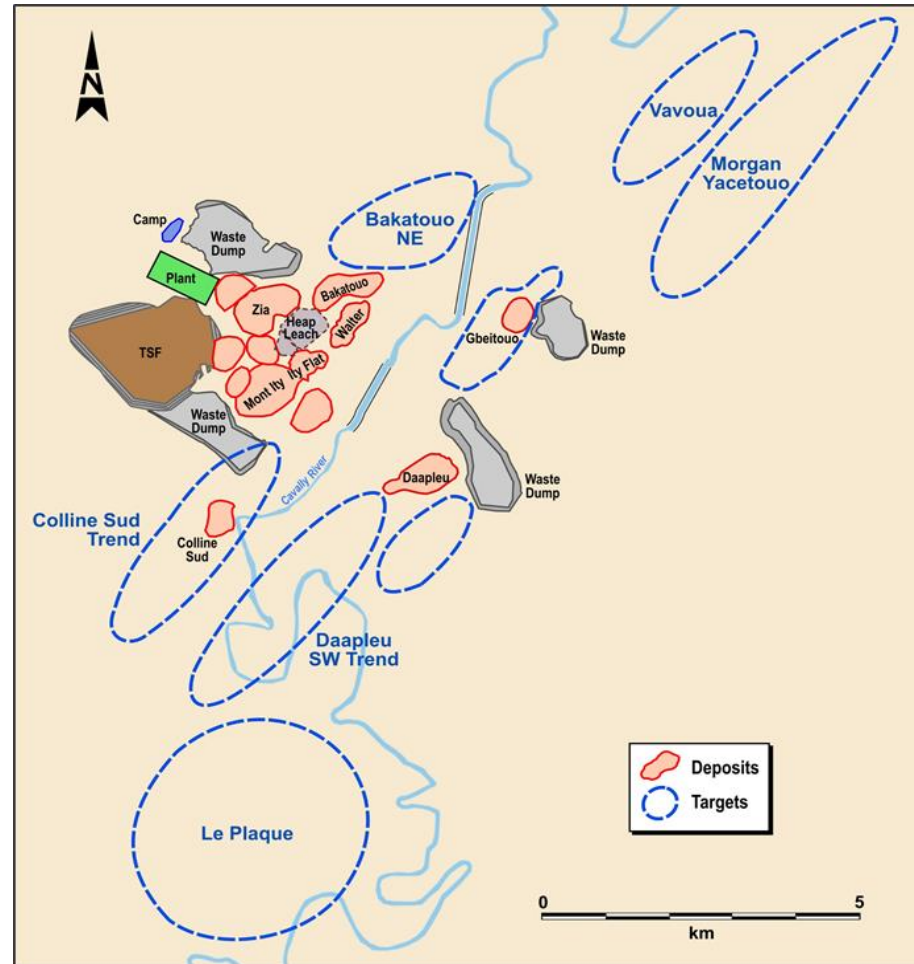 N
Vavoua
Morgan
Yacetouo
Bakatouo
NE
Camp
Waste
Dump
Plant
Bakatouo
Zia
Heap
Leach
Walter
Gbeitouo
Waste
Dump
TSF
Ity Flat
Mont Ity
Waste
Dump
Cavally River
Daapleu
Waste
Dump
Colline Sud
Trend
Colline
Sud
Daapleu
SW Trend
Le Plaque
Deposits
Targets
0
5
km